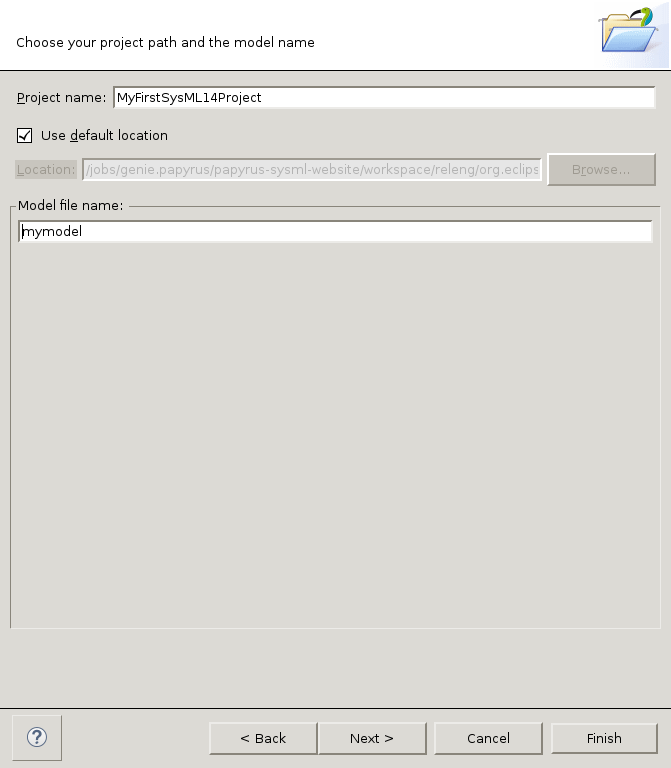 Choose your project path and the model name
Project name: MyFirstSysML14Project
Use default location
Location: /jobs/genie.papyrus/papyrus-sysml-website/workspace/releng/org.eclips Browse...
Model file name:
mymodel
? < Back Next > Cancel Finish